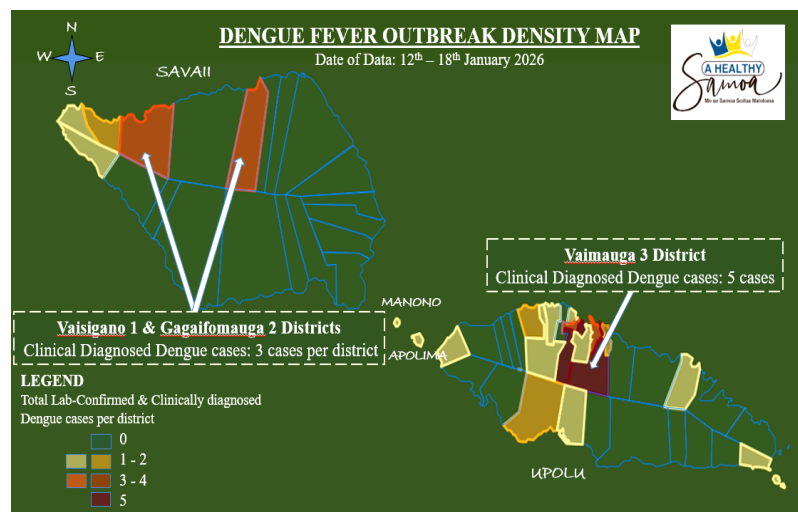 DENGUE FEVER OUTBREAK DENSITY MAP
Date of Data: 12th – 18th January 2026
N
W E
S
SAVAII
A HEALTHY
Samoa
Vaimauga 3 District
Clinical Diagnosed Dengue cases: 5 cases
MANONO
APOLIMA
Vaisigano 1 & Gagaifomauga 2 Districts
Clinical Diagnosed Dengue cases: 3 cases per district
LEGEND
Total Lab-Confirmed & Clinically diagnosed
Dengue cases per district
0
1 - 2
3 - 4
5
UPOLU